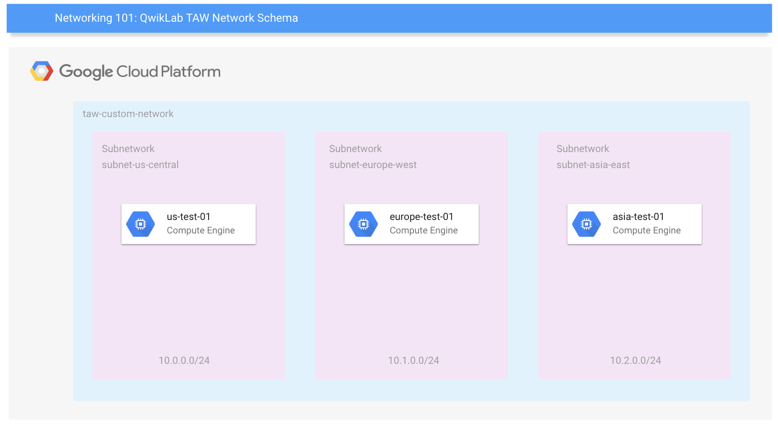 Networking 101: QwikLab TAW Network Schema
Google Cloud Platform
taw-custom-network
Subnetwork
subnet-us-central
us-test-01
Compute Engine
10.0.0.0/24
Subnetwork
subnet-europe-west
europe-test-01
Compute Engine
10.1.0.0/24
Subnetwork
subnet-asia-east
asia-test-01
Compute Engine
10.2.0.0/24